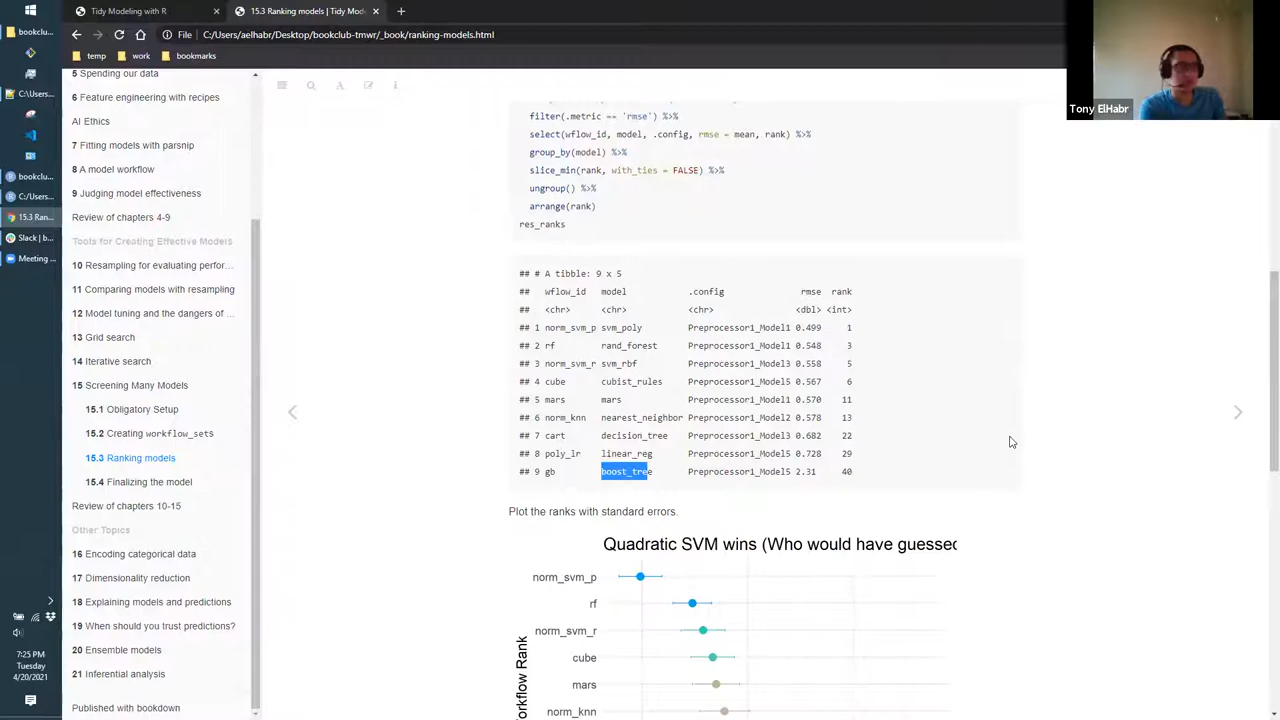 Tidy Modeling with R
15.3 Ranking models | Tidy Mode
File
C:/Users/aelhabr/Desktop/bookclub-tmwr/_book/ranking-models.html
temp
work
bookmarks
bookclu...
C:\Users...
bookclu...
C:/Users...
15.3 Ran...
Slack | b...
Meeting ...
7:25 PM
Tuesday
4/20/2021
5 Spending our data
6 Feature engineering with recipes
AI Ethics
7 Fitting models with parsnip
8 A model workflow
9 Judging model effectiveness
Review of chapters 4-9
Tools for Creating Effective Models
10 Resampling for evaluating perfor...
11 Comparing models with resampling
12 Model tuning and the dangers of ...
13 Grid search
14 Iterative search
15 Screening Many Models
15.1 Obligatory Setup
15.2 Creating workflow_sets
15.3 Ranking models
15.4 Finalizing the model
Review of chapters 10-15
Other Topics
16 Encoding categorical data
17 Dimensionality reduction
18 Explaining models and predictions
19 When should you trust predictions?
20 Ensemble models
21 Inferential analysis
Published with bookdown
filter(.metric == 'rmse') %>%
select(wflow_id, model, .config, rmse = mean, rank) %>%
group_by(model) %>%
slice_min(rank, with_ties = FALSE) %>%
ungroup() %>%
arrange(rank)
res_ranks
## # A tibble: 9 x 5
## wflow_id model .config rmse rank
## <chr> <chr> <chr> <dbl> <int>
## 1 norm_svm_p svm_poly Preprocessor1_Model1 0.499 1
## 2 rf rand_forest Preprocessor1_Model1 0.548 3
## 3 norm_svm_r svm_rbf Preprocessor1_Model3 0.558 5
## 4 cube cubist_rules Preprocessor1_Model5 0.567 6
## 5 mars mars Preprocessor1_Model1 0.570 11
## 6 norm_knn nearest_neighbor Preprocessor1_Model2 0.578 13
## 7 cart decision_tree Preprocessor1_Model3 0.682 22
## 8 poly_lr linear_reg Preprocessor1_Model5 0.728 29
## 9 gb boost_tree Preprocessor1_Model5 2.31 40
Plot the ranks with standard errors.
Quadratic SVM wins (Who would have guessed
norm_svm_p
rf
norm_svm_r
cube
mars
norm_knn
orkflow Rank
Tony ElHabr